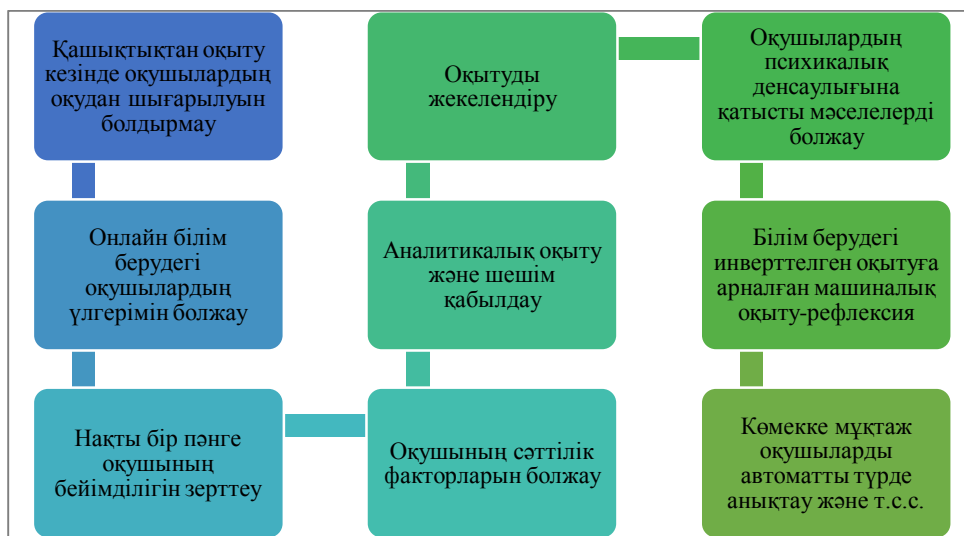 Қашықтықтан оқыту
кезінде оқушылардың
оқудан шығарылуын
болдырмау
Онлайн білім
берудегі
оқушылардың
үлгерімін болжау
Нақты бір пәнге
оқушының
бейімділігін зерттеу
Оқушының сәттілік
факторларын болжау
Аналитикалық оқыту
және шешім
қабылдау
Оқытуды
жекелендіру
Оқушылардың
психикалық
денсаулығына
қатысты мәселелерді
болжау
Білім берудегі
инверттелген оқытуға
арналған машиналық
оқыту-рефлексия
Көмекке мұқтаж
оқушыларды
автоматты түрде
анықтау және т.с.с.